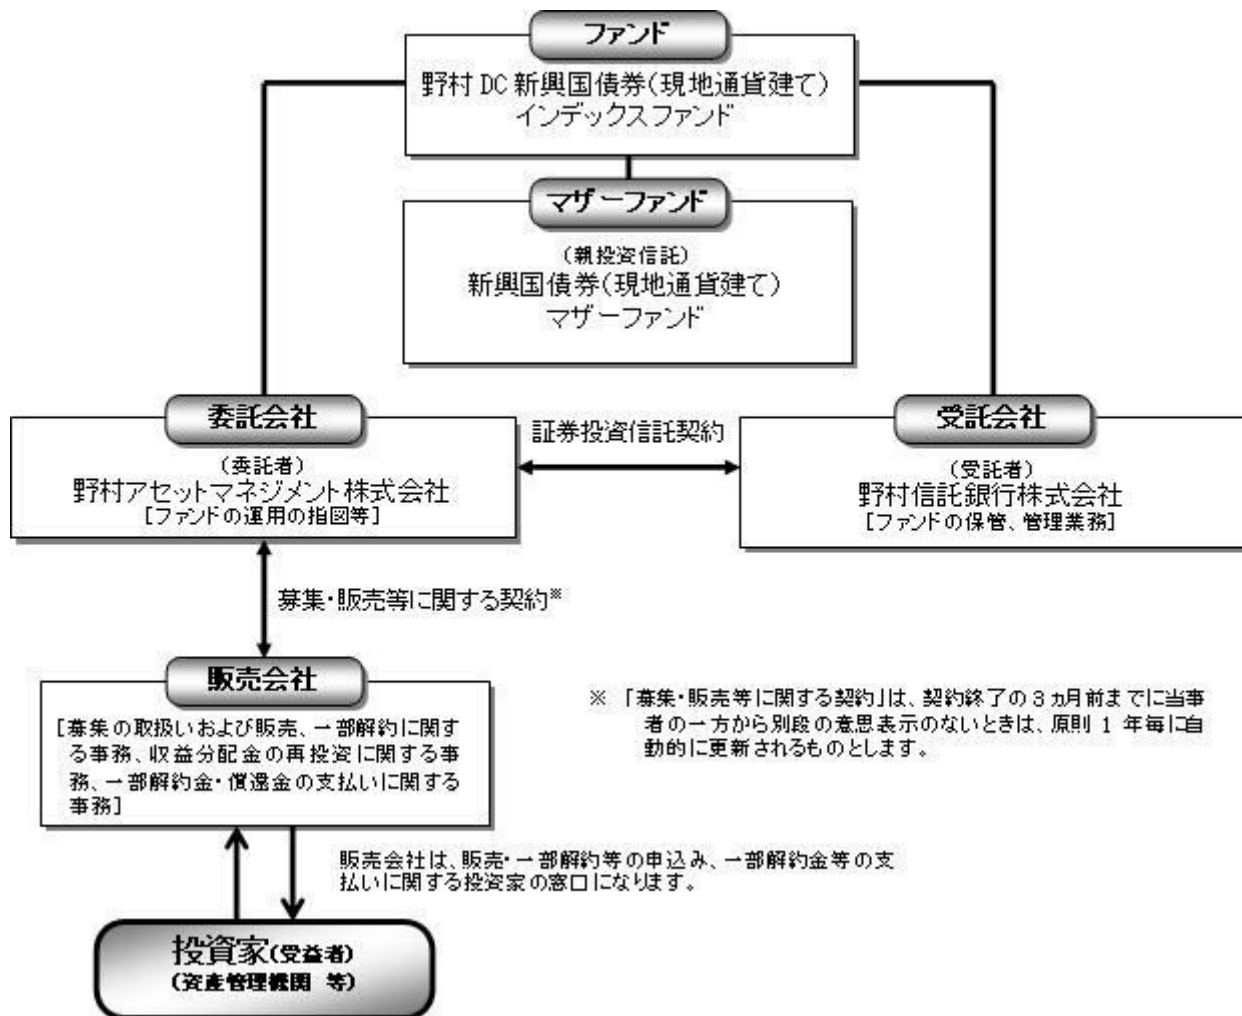 ファンド
野村 DC 新興国債券(現地通貨建て)
インデックスファンド
マザーファンド
(親投資信託)
新興国債券(現地通貨建て)
マザーファンド
委託会社
(委託者)
野村アセットマネジメント株式会社
[ファンドの運用の指図等]
証券投資信託契約
受託会社
(受託者)
野村信託銀行株式会社
[ファンドの保管、管理業務]
募集・販売等に関する契約※
販売会社
[募集の取扱いおよび販売、一部解約に関す
る事務、収益分配金の再投資に関する事
務、一部解約金・償還金の支払いに関する
事務]
※ 「募集・販売等に関する契約」は、契約終了の3ヵ月前までに当事
者の一方から別段の意思表示のないときは、原則 1 年毎に自
動的に更新されるものとします。
販売会社は、販売・一部解約等の申込み、一部解約金等の支
払いに関する投資家の窓口になります。
投資家(受益者)
(資産管理機関 等)